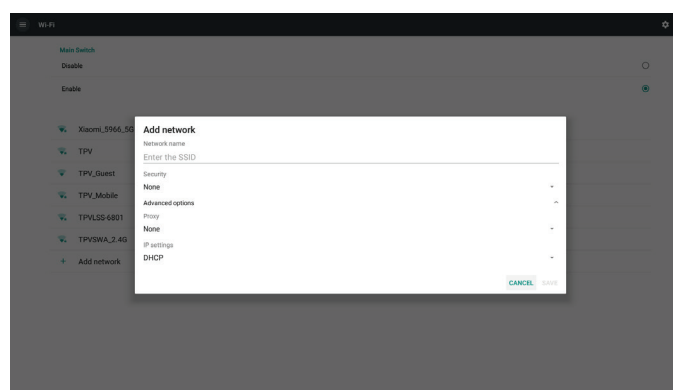 Wi-Fi
Main Switch
Disable
Enable
Xiaomi_5966_5G
TPV
TPV_Guest
TPV_Mobile
TPVLSS-6801
TPVSWA_2.4G
+ Add network
Add network
Network name
Enter the SSID
Security
None
Advanced options
Proxy
None
IP settings
DHCP
CANCEL SAVE